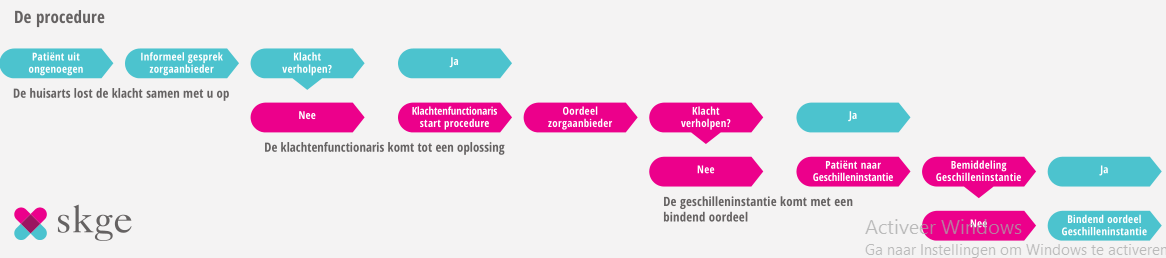 De procedure
Patiënt uit
ongenoegen
Informeel gesprek
zorgaanbieder
Klacht
verholpen?
Ja
De huisarts lost de klacht samen met u op
Nee
Klachtenfunctionaris
start procedure
Oordeel
zorgaanbieder
Klacht
verholpen?
Ja
De klachtenfunctionaris komt tot een oplossing
Nee
Patiënt naar
Geschilleninstantie
Bemiddeling
Geschilleninstantie
Ja
De geschilleninstantie komt met een
bindend oordeel
Nee
Bindend oordeel
Geschilleninstantie
skge
Activeer Windows
Ga naar Instellingen om Windows te activeren